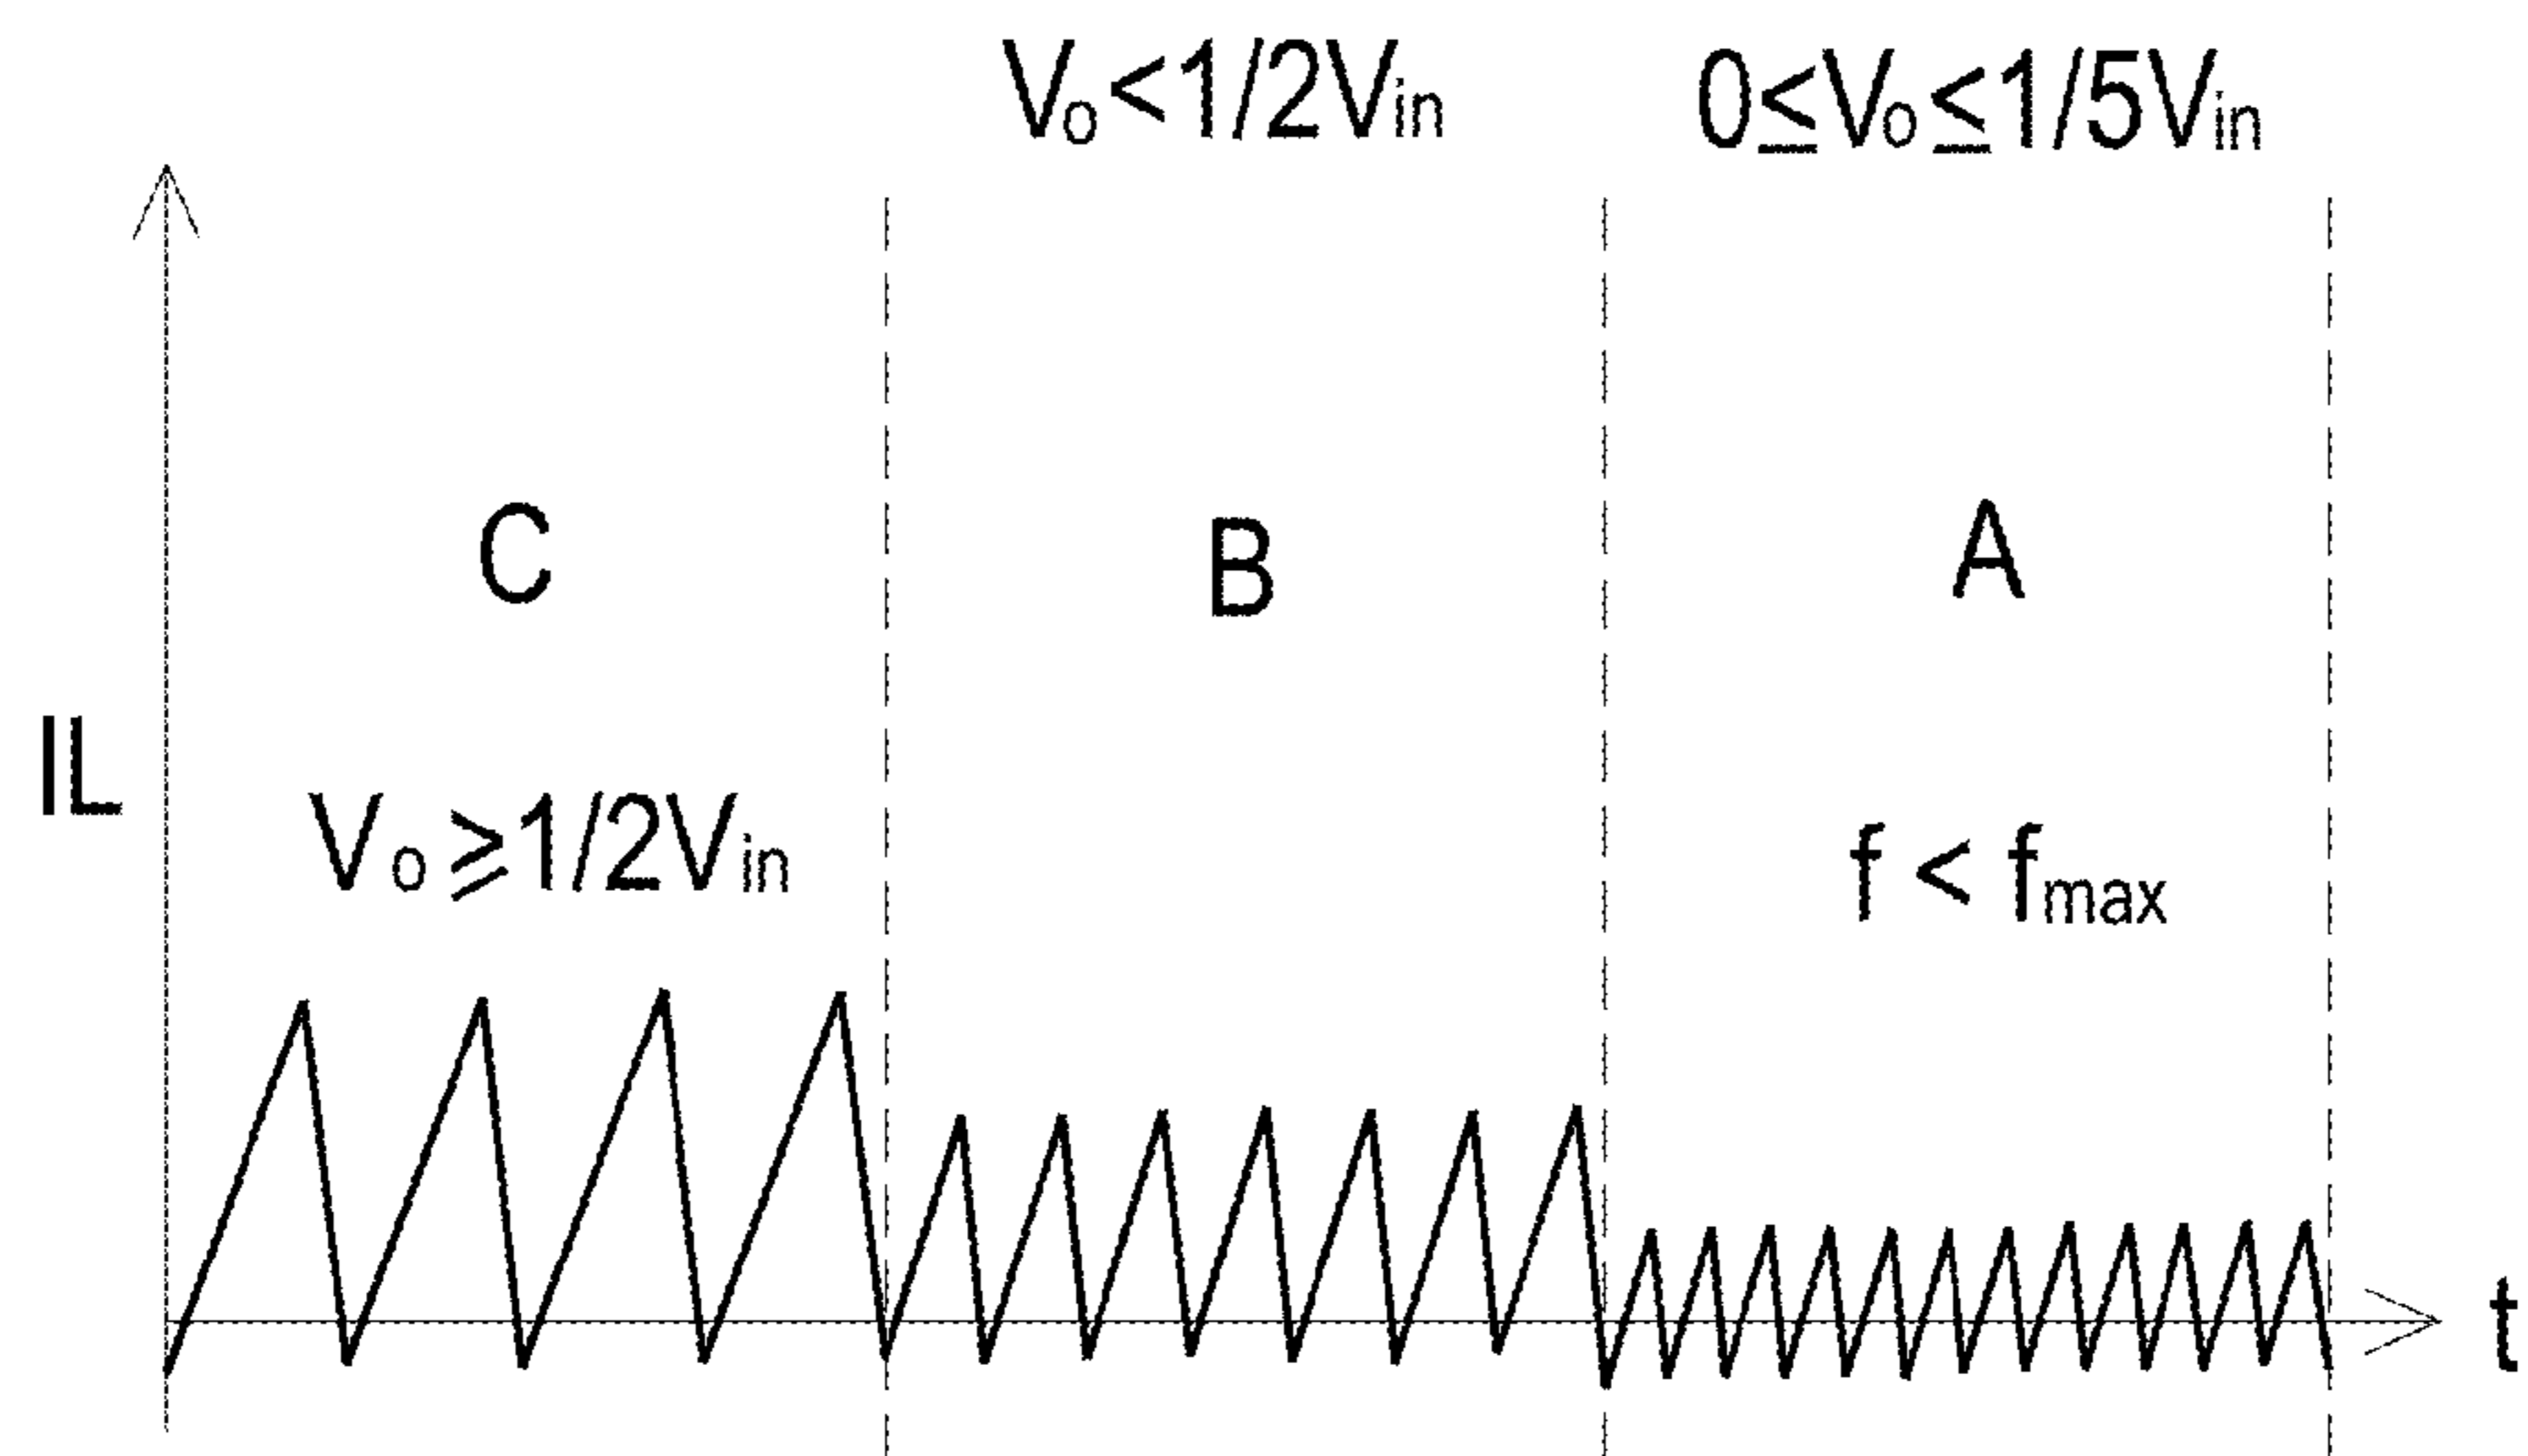 Vo<1/2Vin
0≤Vo≤1/5Vin
C
B
A
IL
Vo≥1/2Vin
f < fmax
t